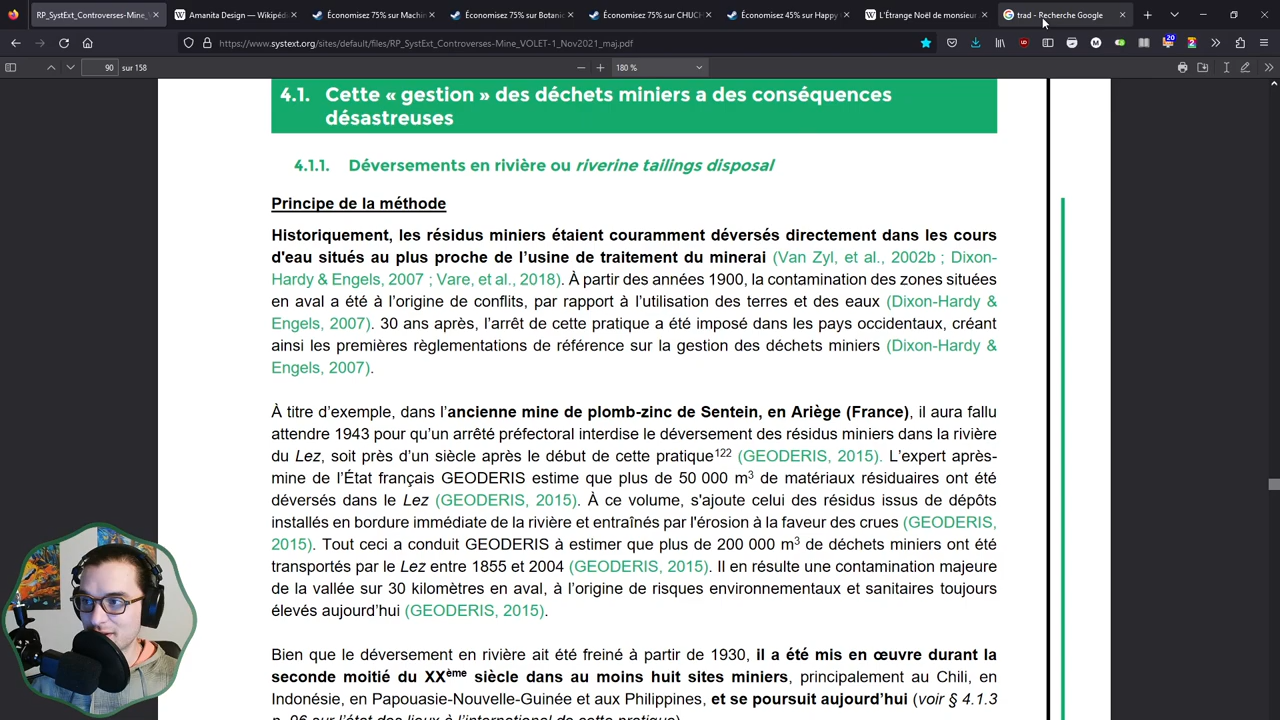 RP_SystExt_Controverses-Mine_V
Amanita Design — Wikipédi
Économisez 75% sur Machin
Économisez 75% sur Botanic
Économisez 75% sur CHUCH
Économisez 45% sur Happy
L'Étrange Noël de monsieur
trad - Recherche Google
https://www.systext.org/sites/default/files/RP_SystExt_Controverses-Mine_VOLET-1_Nov2021_maj.pdf
20
90 sur 158
180 %
4.1. Cette « gestion » des déchets miniers a des conséquences
désastreuses
4.1.1. Déversements en rivière ou riverine tailings disposal
Principe de la méthode
Historiquement, les résidus miniers étaient couramment déversés directement dans les cours
d'eau situés au plus proche de l'usine de traitement du minerai (Van Zyl, et al., 2002b ; Dixon-
Hardy & Engels, 2007 ; Vare, et al., 2018). À partir des années 1900, la contamination des zones situées
en aval a été à l'origine de conflits, par rapport à l'utilisation des terres et des eaux (Dixon-Hardy &
Engels, 2007). 30 ans après, l'arrêt de cette pratique a été imposé dans les pays occidentaux, créant
ainsi les premières règlementations de référence sur la gestion des déchets miniers (Dixon-Hardy &
Engels, 2007).
À titre d'exemple, dans l'ancienne mine de plomb-zinc de Sentein, en Ariège (France), il aura fallu
attendre 1943 pour qu'un arrêté préfectoral interdise le déversement des résidus miniers dans la rivière
du Lez, soit près d'un siècle après le début de cette pratique122 (GEODERIS, 2015). L'expert après-
mine de l'État français GEODERIS estime que plus de 50 000 m3 de matériaux résiduaires ont été
déversés dans le Lez (GEODERIS, 2015). À ce volume, s'ajoute celui des résidus issus de dépôts
installés en bordure immédiate de la rivière et entraînés par l'érosion à la faveur des crues (GEODERIS,
2015). Tout ceci a conduit GEODERIS à estimer que plus de 200 000 m3 de déchets miniers ont été
transportés par le Lez entre 1855 et 2004 (GEODERIS, 2015). Il en résulte une contamination majeure
de la vallée sur 30 kilomètres en aval, à l'origine de risques environnementaux et sanitaires toujours
élevés aujourd'hui (GEODERIS, 2015).
Bien que le déversement en rivière ait été freiné à partir de 1930, il a été mis en œuvre durant la
seconde moitié du XXème siècle dans au moins huit sites miniers, principalement au Chili, en
Indonésie, en Papouasie-Nouvelle-Guinée et aux Philippines, et se poursuit aujourd'hui (voir § 4.1.3
p. 96 sur l'état des lieux à l'international de cette pratique).